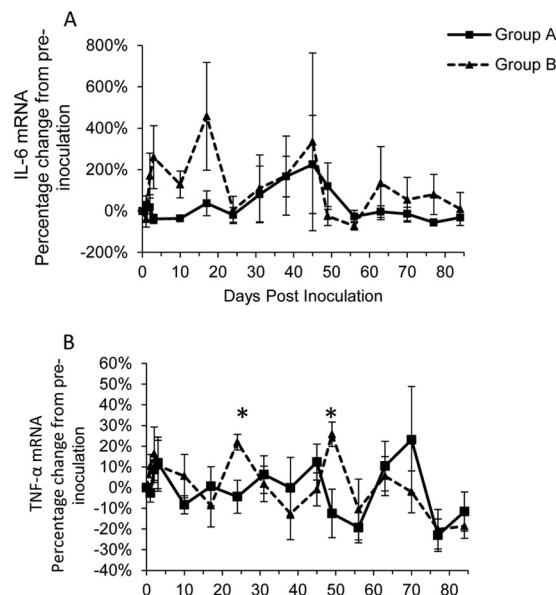 A
Group A
Group B
IL-6 mRNA
Percentage change from pre-
inoculation
800%
600%
400%
200%
0%
-200%
0 10 20 30 40 50 60 70 80
Days Post Inoculation
B
TNF-α mRNA
Percentage change from pre-
inoculation
60%
50%
40%
30%
20%
10%
0%
-10%
-20%
-30%
-40%
* *
0 10 20 30 40 50 60 70 80